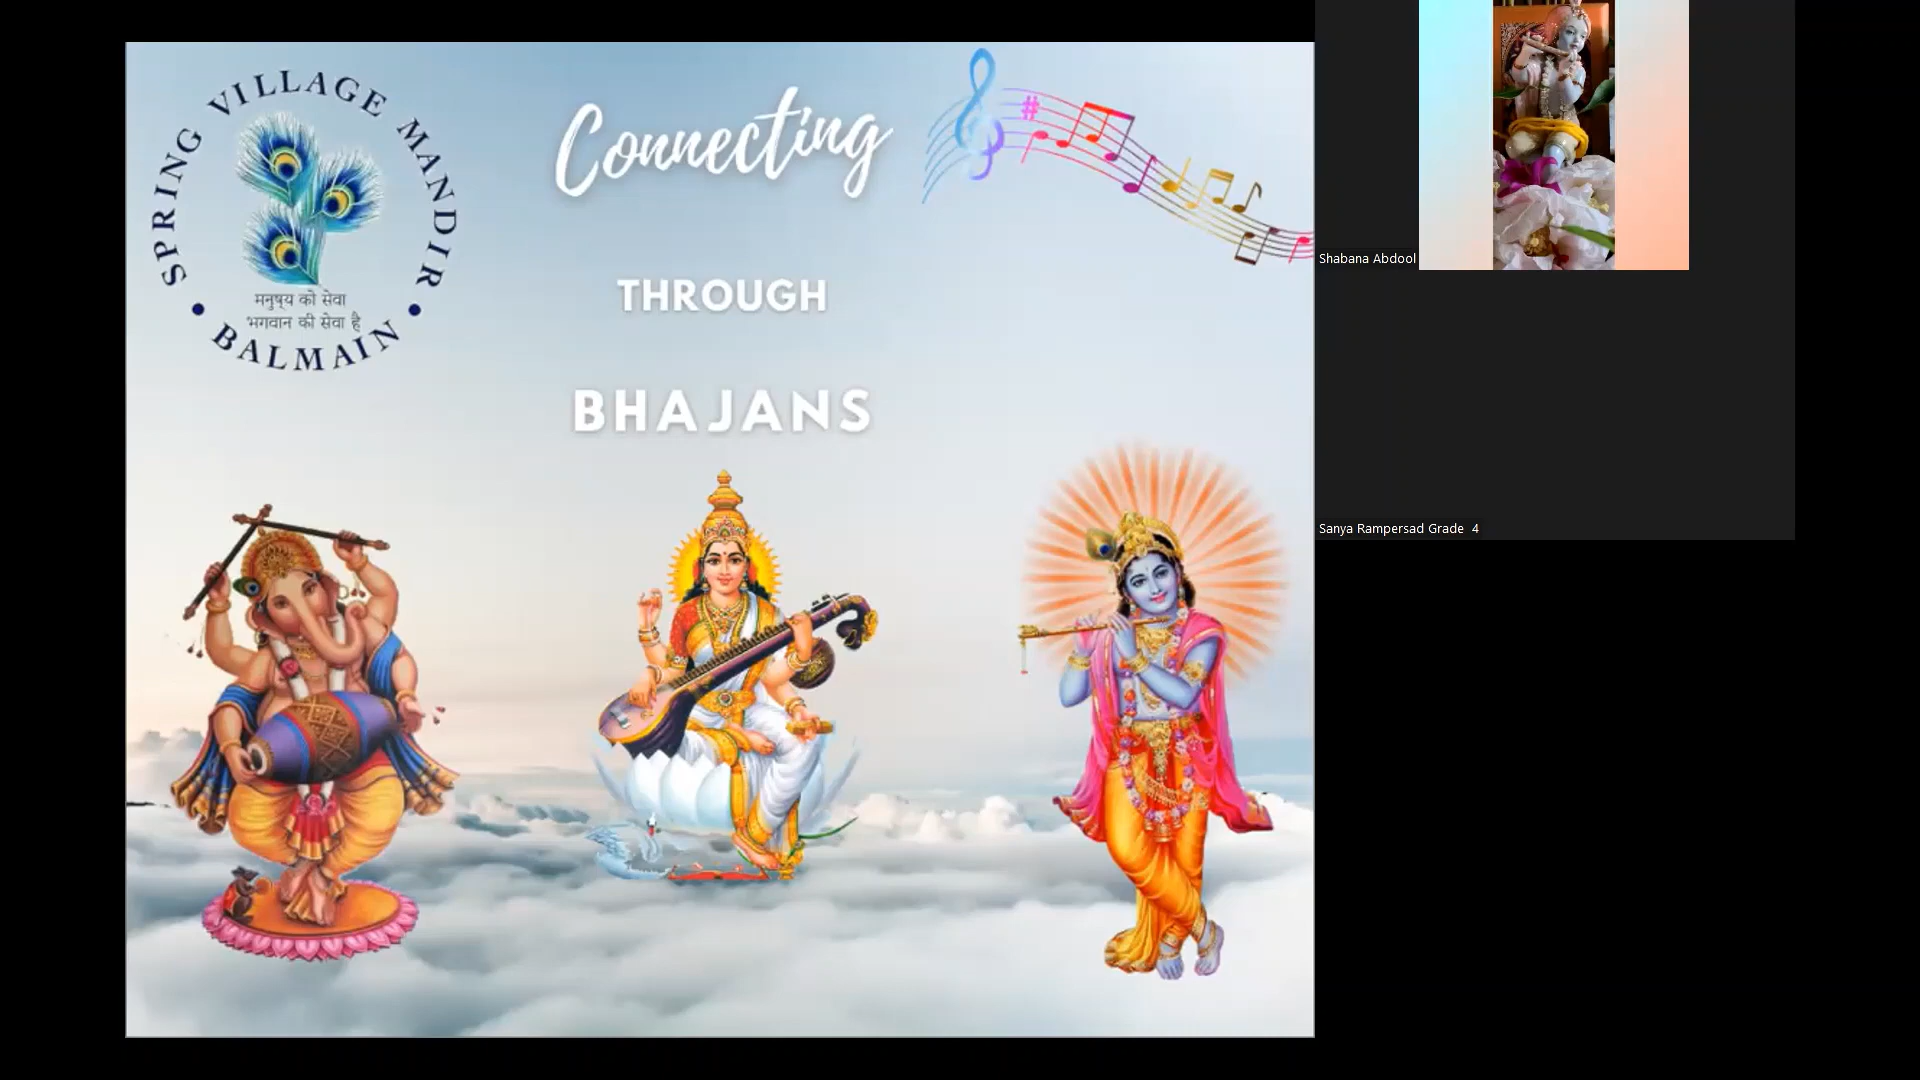 SPRING VILLAGE MANDIR
मनुष्य को सेवा
भगवान की सेवा है
• BALMAIN •
Connecting
THROUGH
BHAJANS
Shabana Abdool
Sanya Rampersad Grade 4